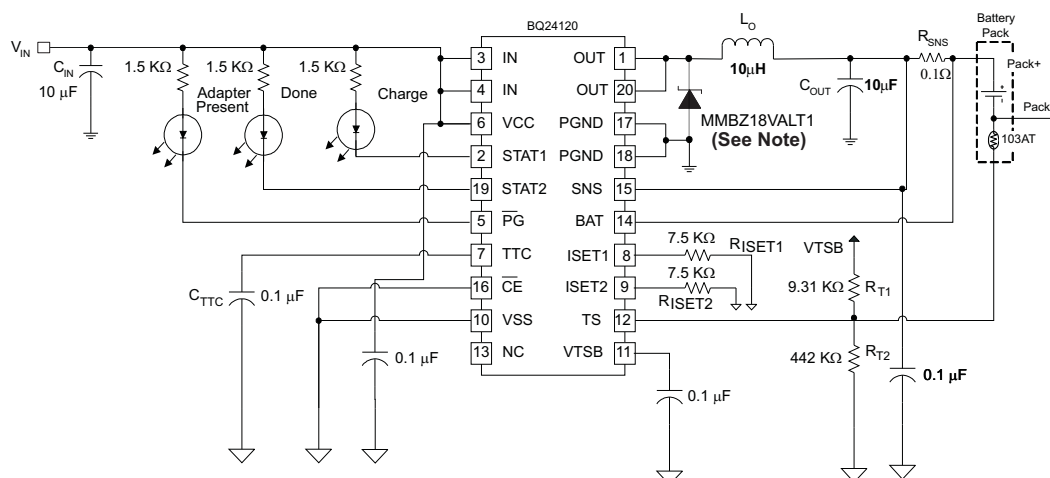 BQ24120
V_IN
C_IN
10 μF
1.5 KΩ
1.5 KΩ
1.5 KΩ
Adapter
Present
Done
Charge
3 IN
4 IN
6 VCC
2 STAT1
19 STAT2
5 P̅G̅
7 TTC
16 C̅E̅
10 VSS
13 NC
OUT 1
OUT 20
PGND 17
PGND 18
SNS 15
BAT 14
ISET1 8
ISET2 9
TS 12
VTSB 11
C_TTC
0.1 μF
0.1 μF
L_O
10μH
MMBZ18VALT1
(See Note)
C_OUT
10μF
R_SNS
0.1Ω
Battery
Pack
Pack+
+
Pack
103AT
7.5 KΩ
R_ISET1
7.5 KΩ
R_ISET2
VTSB
9.31 KΩ
R_T1
442 KΩ
R_T2
0.1 μF
0.1 μF